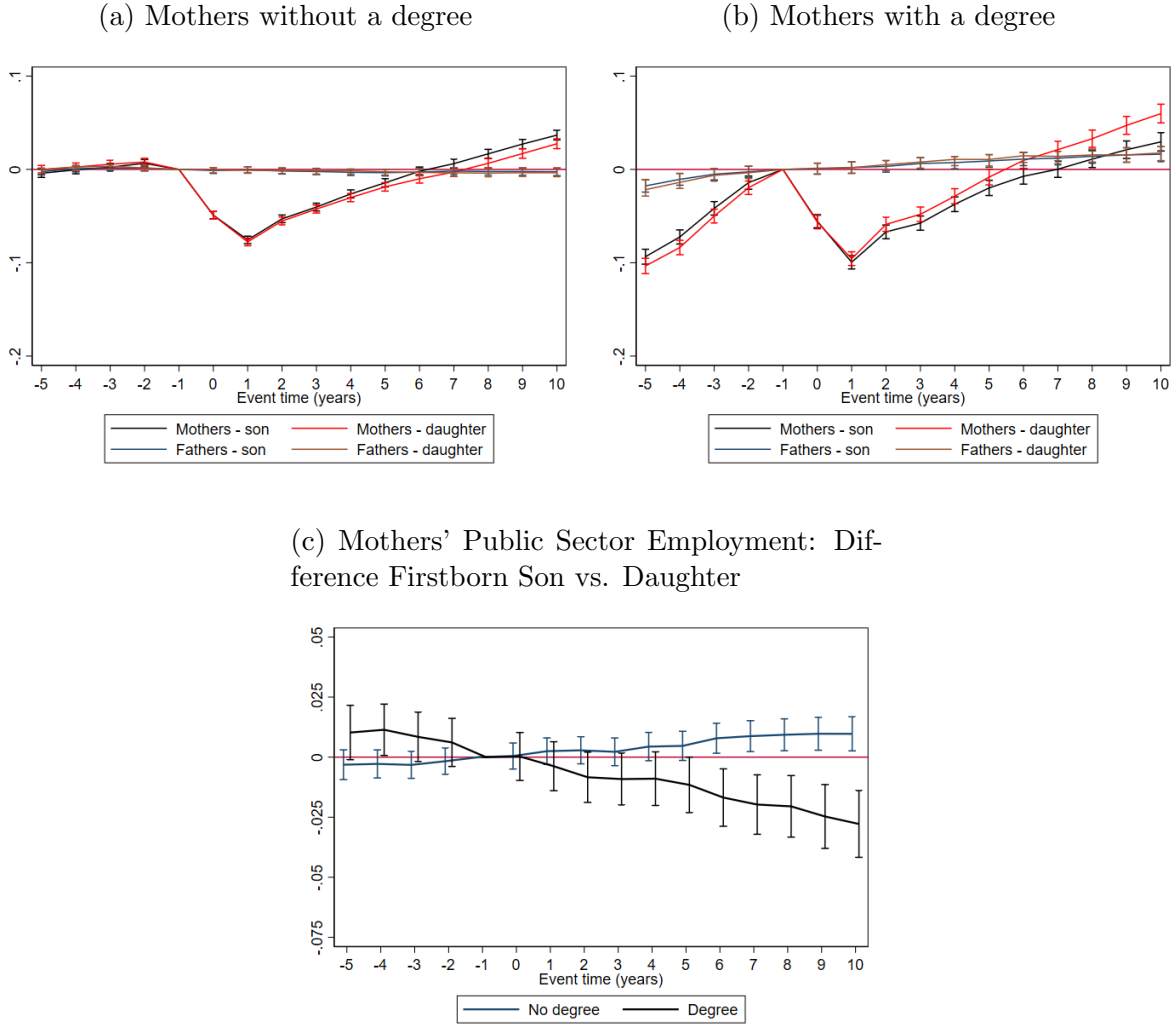 (a) Mothers without a degree
.1
0
-.1
-.2
-5 -4 -3 -2 -1 0 1 2 3 4 5 6 7 8 9 10
Event time (years)
Mothers - son Mothers - daughter
Fathers - son Fathers - daughter
(b) Mothers with a degree
.1
0
-.1
-.2
-5 -4 -3 -2 -1 0 1 2 3 4 5 6 7 8 9 10
Event time (years)
Mothers - son Mothers - daughter
Fathers - son Fathers - daughter
(c) Mothers' Public Sector Employment: Dif-
ference Firstborn Son vs. Daughter
.05
.025
0
-.025
-.05
-.075
-5 -4 -3 -2 -1 0 1 2 3 4 5 6 7 8 9 10
Event time (years)
No degree Degree